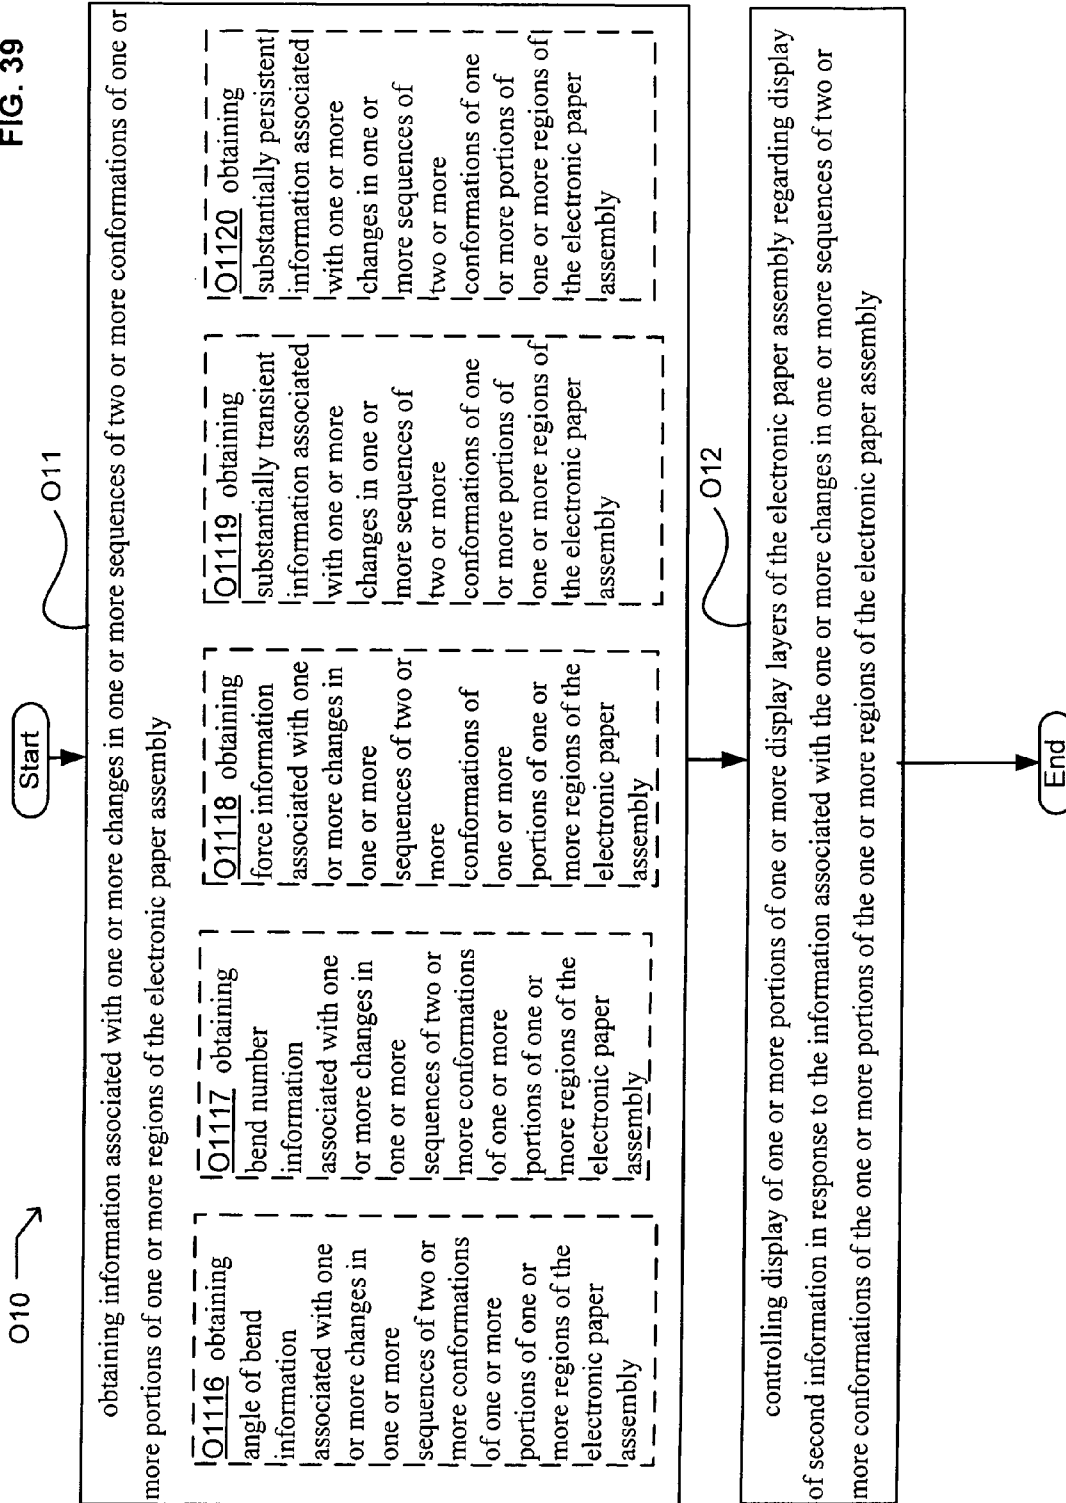 FIG. 39
O10
Start
O11
obtaining information associated with one or more changes in one or more sequences of two or more conformations of one or
more portions of one or more regions of the electronic paper assembly
O1116 obtaining
angle of bend
information
associated with one
or more changes in
one or more
sequences of two or
more conformations
of one or more
portions of one or
more regions of the
electronic paper
assembly
O1117 obtaining
bend number
information
associated with one
or more changes in
one or more
sequences of two or
more conformations
of one or more
portions of one or
more regions of the
electronic paper
assembly
O1118 obtaining
force information
associated with one
or more changes in
one or more
sequences of two or
more
conformations of
one or more
portions of one or
more regions of the
electronic paper
assembly
O1119 obtaining
substantially transient
information associated
with one or more
changes in one or
more sequences of
two or more
conformations of one
or more portions of
one or more regions of
the electronic paper
assembly
O1120 obtaining
substantially persistent
information associated
with one or more
changes in one or
more sequences of
two or more
conformations of one
or more portions of
one or more regions of
the electronic paper
assembly
O12
controlling display of one or more portions of one or more display layers of the electronic paper assembly regarding display
of second information in response to the information associated with the one or more changes in one or more sequences of two or
more conformations of the one or more portions of the one or more regions of the electronic paper assembly
End